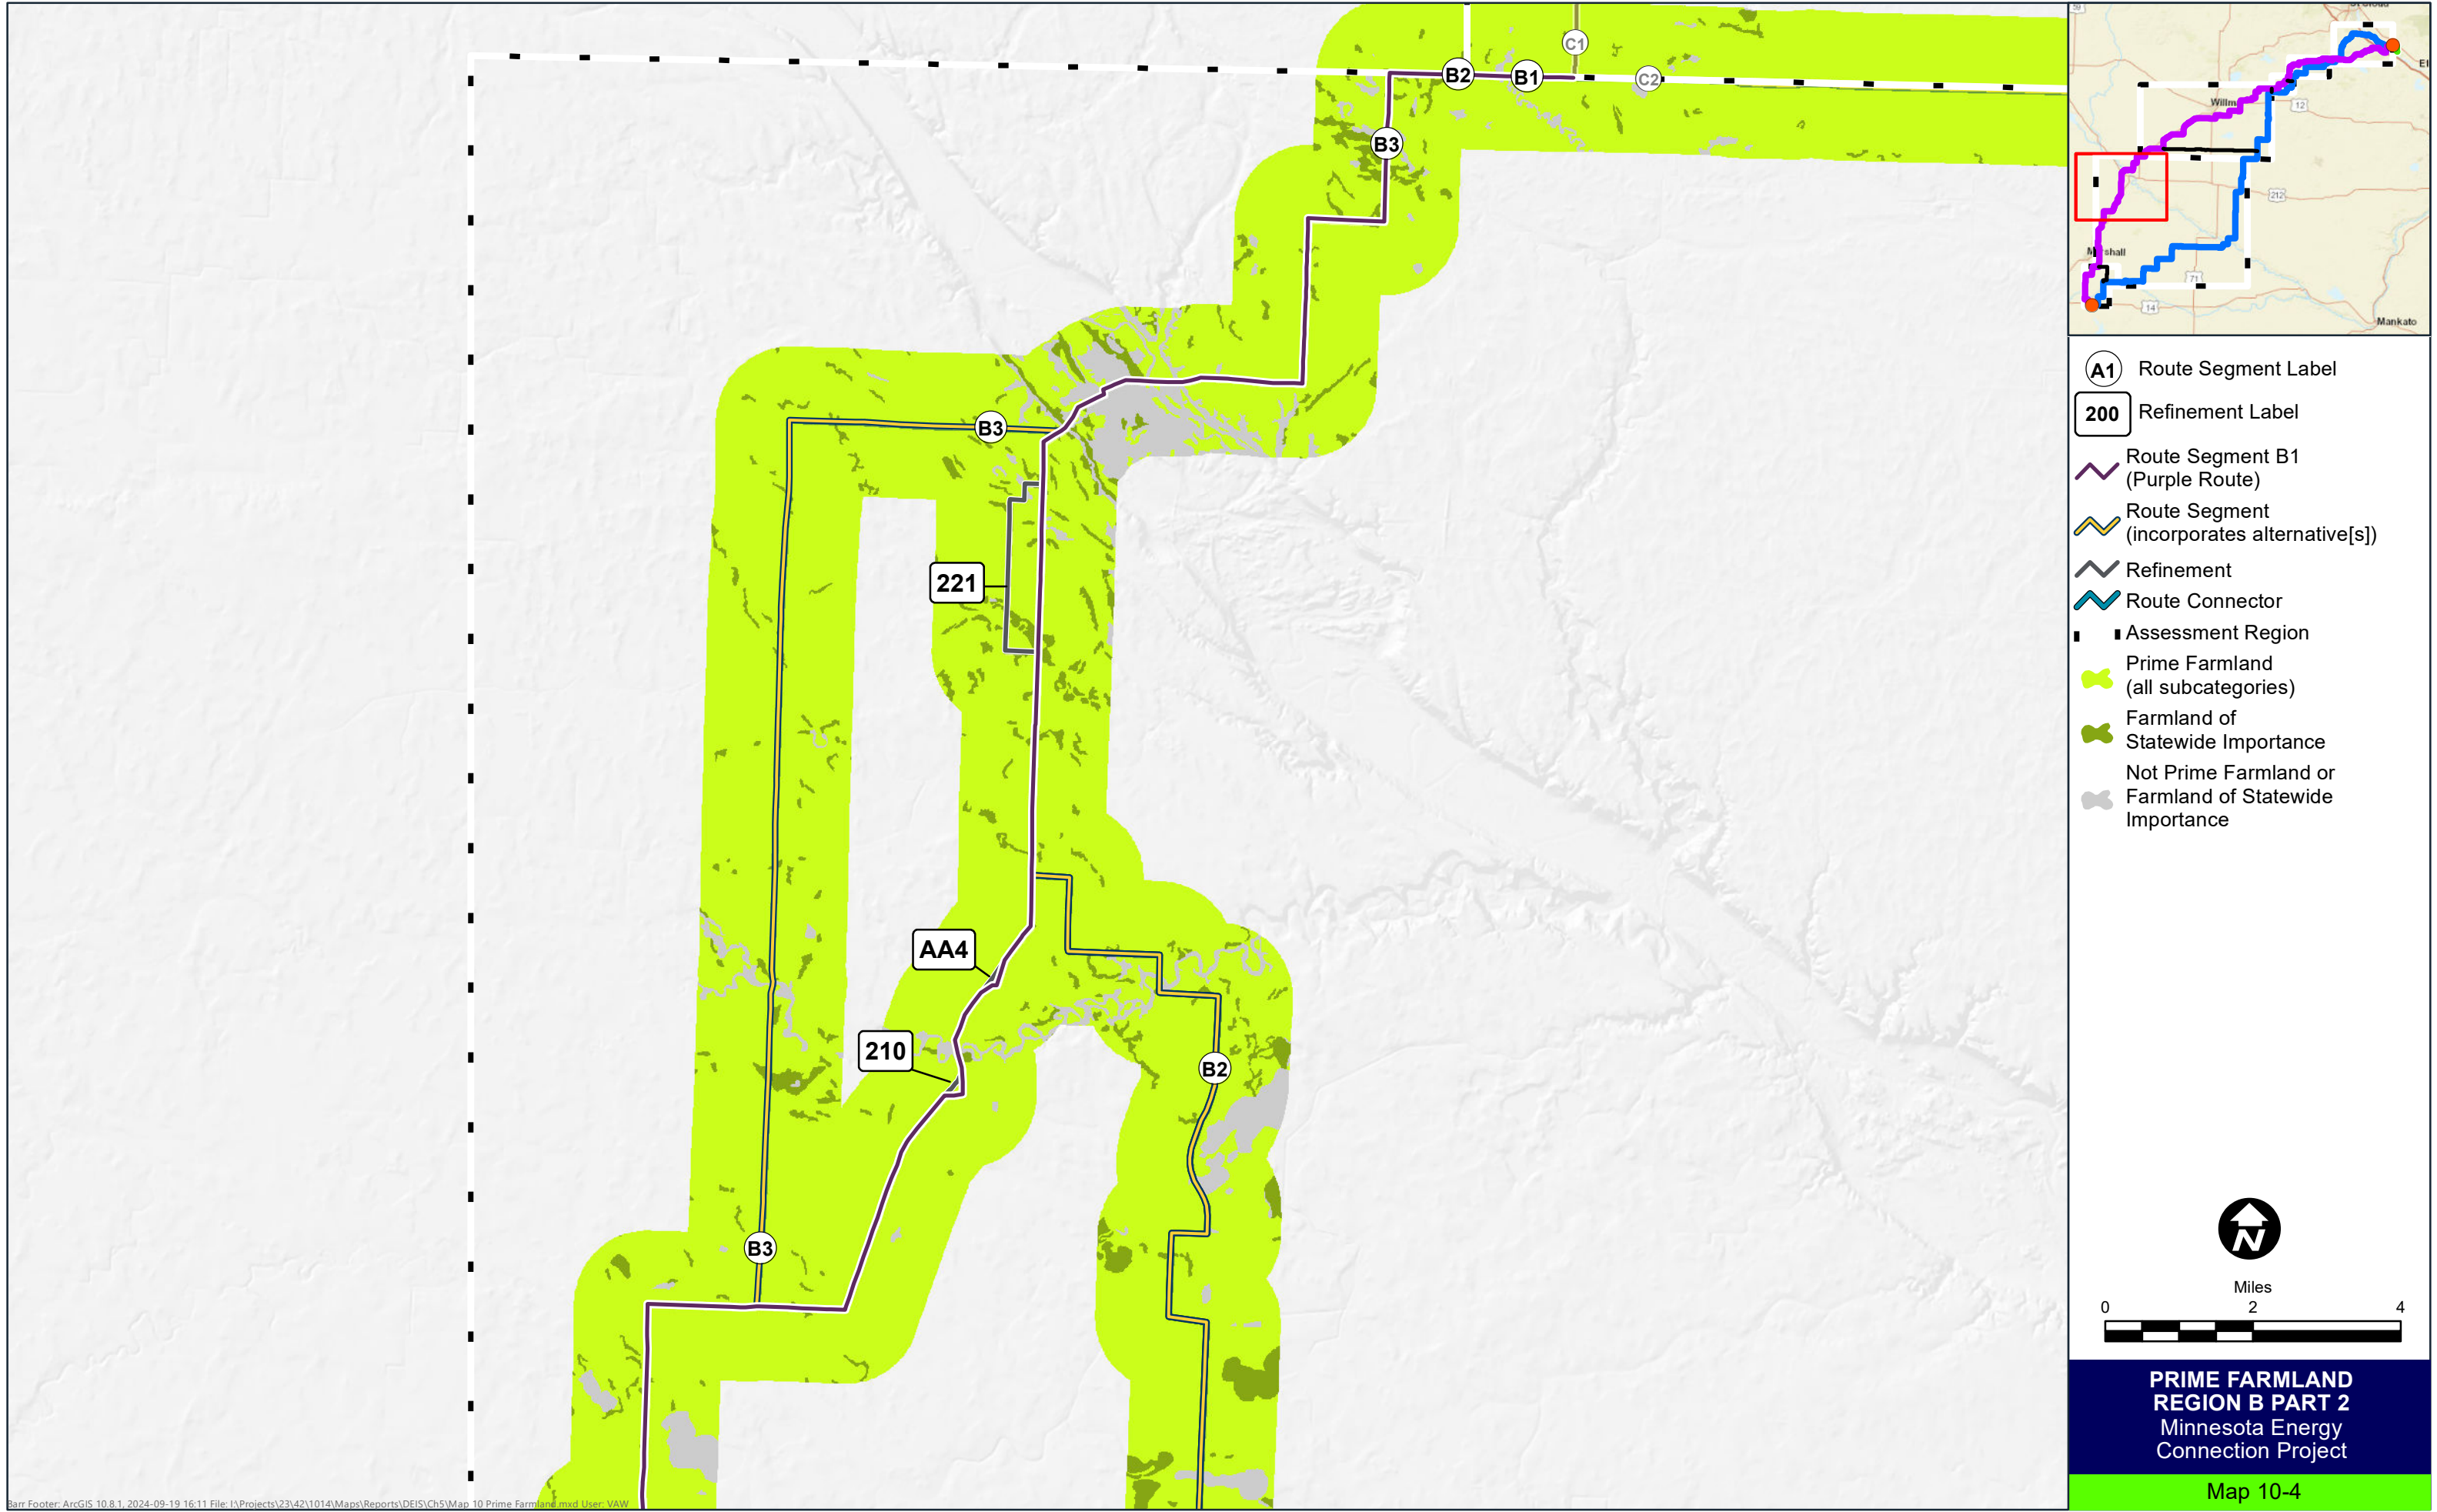 C1
B2
B1
C2
B3
B3
221
AA4
210
B2
B3
Barr Footer: ArcGIS 10.8.1, 2024-09-19 16:11 File: I:\Projects\23\42\1014\Maps\Reports\DEIS\Ch5\Map 10 Prime Farmland.mxd User: VAW
St Cloud
59
El
Willm
12
212
M
shall
71
14
Mankato
A1 Route Segment Label
200 Refinement Label
Route Segment B1
(Purple Route)
Route Segment
(incorporates alternative[s])
Refinement
Route Connector
Assessment Region
Prime Farmland
(all subcategories)
Farmland of
Statewide Importance
Not Prime Farmland or
Farmland of Statewide
Importance
N
Miles
0 2 4
PRIME FARMLAND
REGION B PART 2
Minnesota Energy
Connection Project
Map 10-4